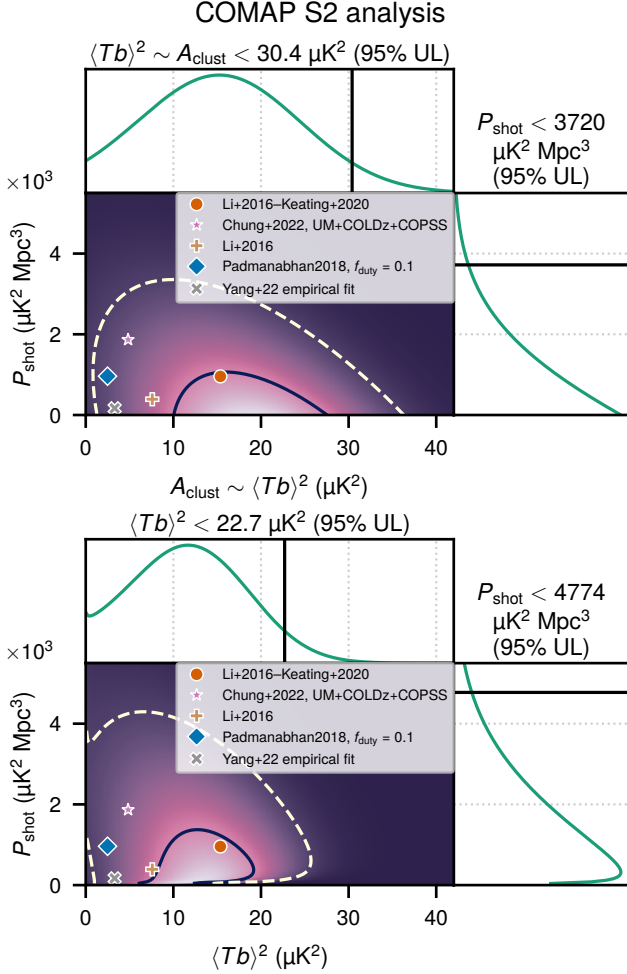 COMAP S2 analysis
⟨Tb⟩² ~ A_clust < 30.4 µK² (95% UL)
P_shot < 3720
µK² Mpc³
(95% UL)
×10³
Li+2016–Keating+2020
Chung+2022, UM+COLDz+COPSS
Li+2016
Padmanabhan2018, f_duty = 0.1
Yang+22 empirical fit
P_shot (µK² Mpc³)
4
2
0
0 10 20 30 40
A_clust ~ ⟨Tb⟩² (µK²)
⟨Tb⟩² < 22.7 µK² (95% UL)
P_shot < 4774
µK² Mpc³
(95% UL)
×10³
Li+2016–Keating+2020
Chung+2022, UM+COLDz+COPSS
Li+2016
Padmanabhan2018, f_duty = 0.1
Yang+22 empirical fit
P_shot (µK² Mpc³)
4
2
0
0 10 20 30 40
⟨Tb⟩² (µK²)